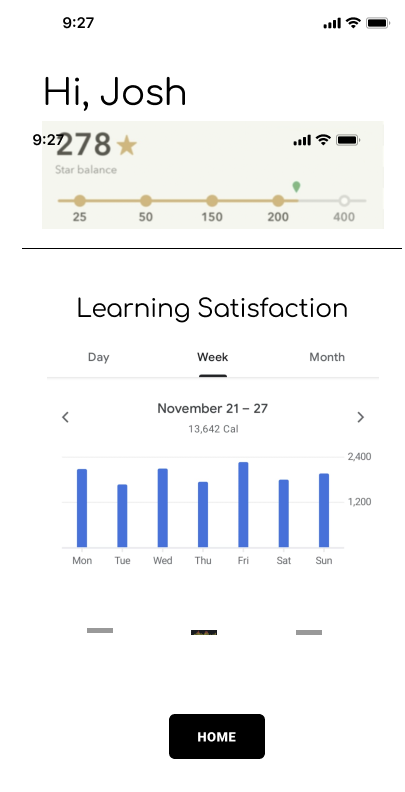 9:27
Hi, Josh
9:27
278
Star balance
25 50 150 200 400
Learning Satisfaction
Day Week Month
November 21 – 27
13,642 Cal
2,400
1,200
Mon Tue Wed Thu Fri Sat Sun
HOME